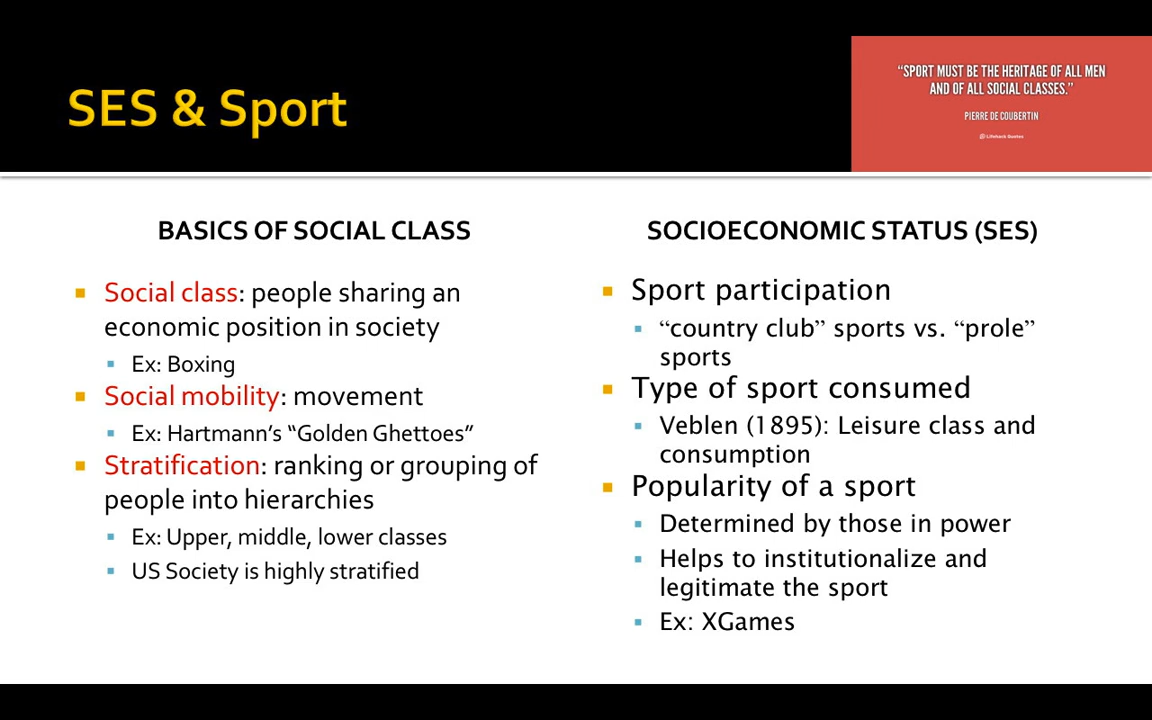 SES & Sport
“SPORT MUST BE THE HERITAGE OF ALL MEN
AND OF ALL SOCIAL CLASSES.”
PIERRE DE COUBERTIN
Lifehack Quotes
BASICS OF SOCIAL CLASS
Social class: people sharing an
economic position in society
Ex: Boxing
Social mobility: movement
Ex: Hartmann’s “Golden Ghettoes”
Stratification: ranking or grouping of
people into hierarchies
Ex: Upper, middle, lower classes
US Society is highly stratified
SOCIOECONOMIC STATUS (SES)
Sport participation
“country club” sports vs. “prole”
sports
Type of sport consumed
Veblen (1895): Leisure class and
consumption
Popularity of a sport
Determined by those in power
Helps to institutionalize and
legitimate the sport
Ex: XGames